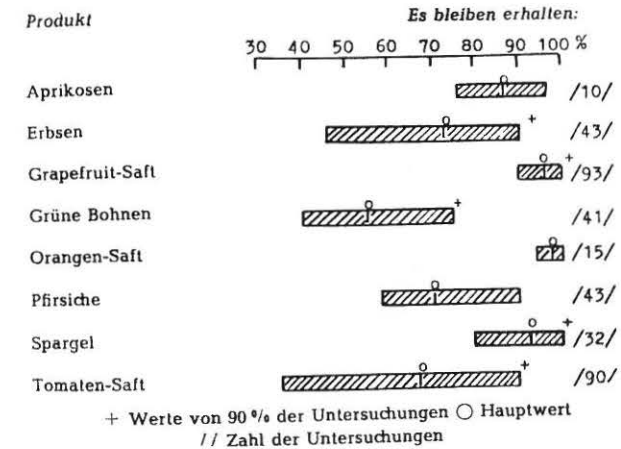 Produkt Es bleiben erhalten:
30 40 50 60 70 80 90 100 %
Aprikosen /10/
Erbsen + /43/
Grapefruit-Saft + /93/
Grüne Bohnen + /41/
Orangen-Saft /15/
Pfirsiche /43/
Spargel + /32/
Tomaten-Saft + /90/
+ Werte von 90 % der Untersuchungen ○ Hauptwert
// Zahl der Untersuchungen